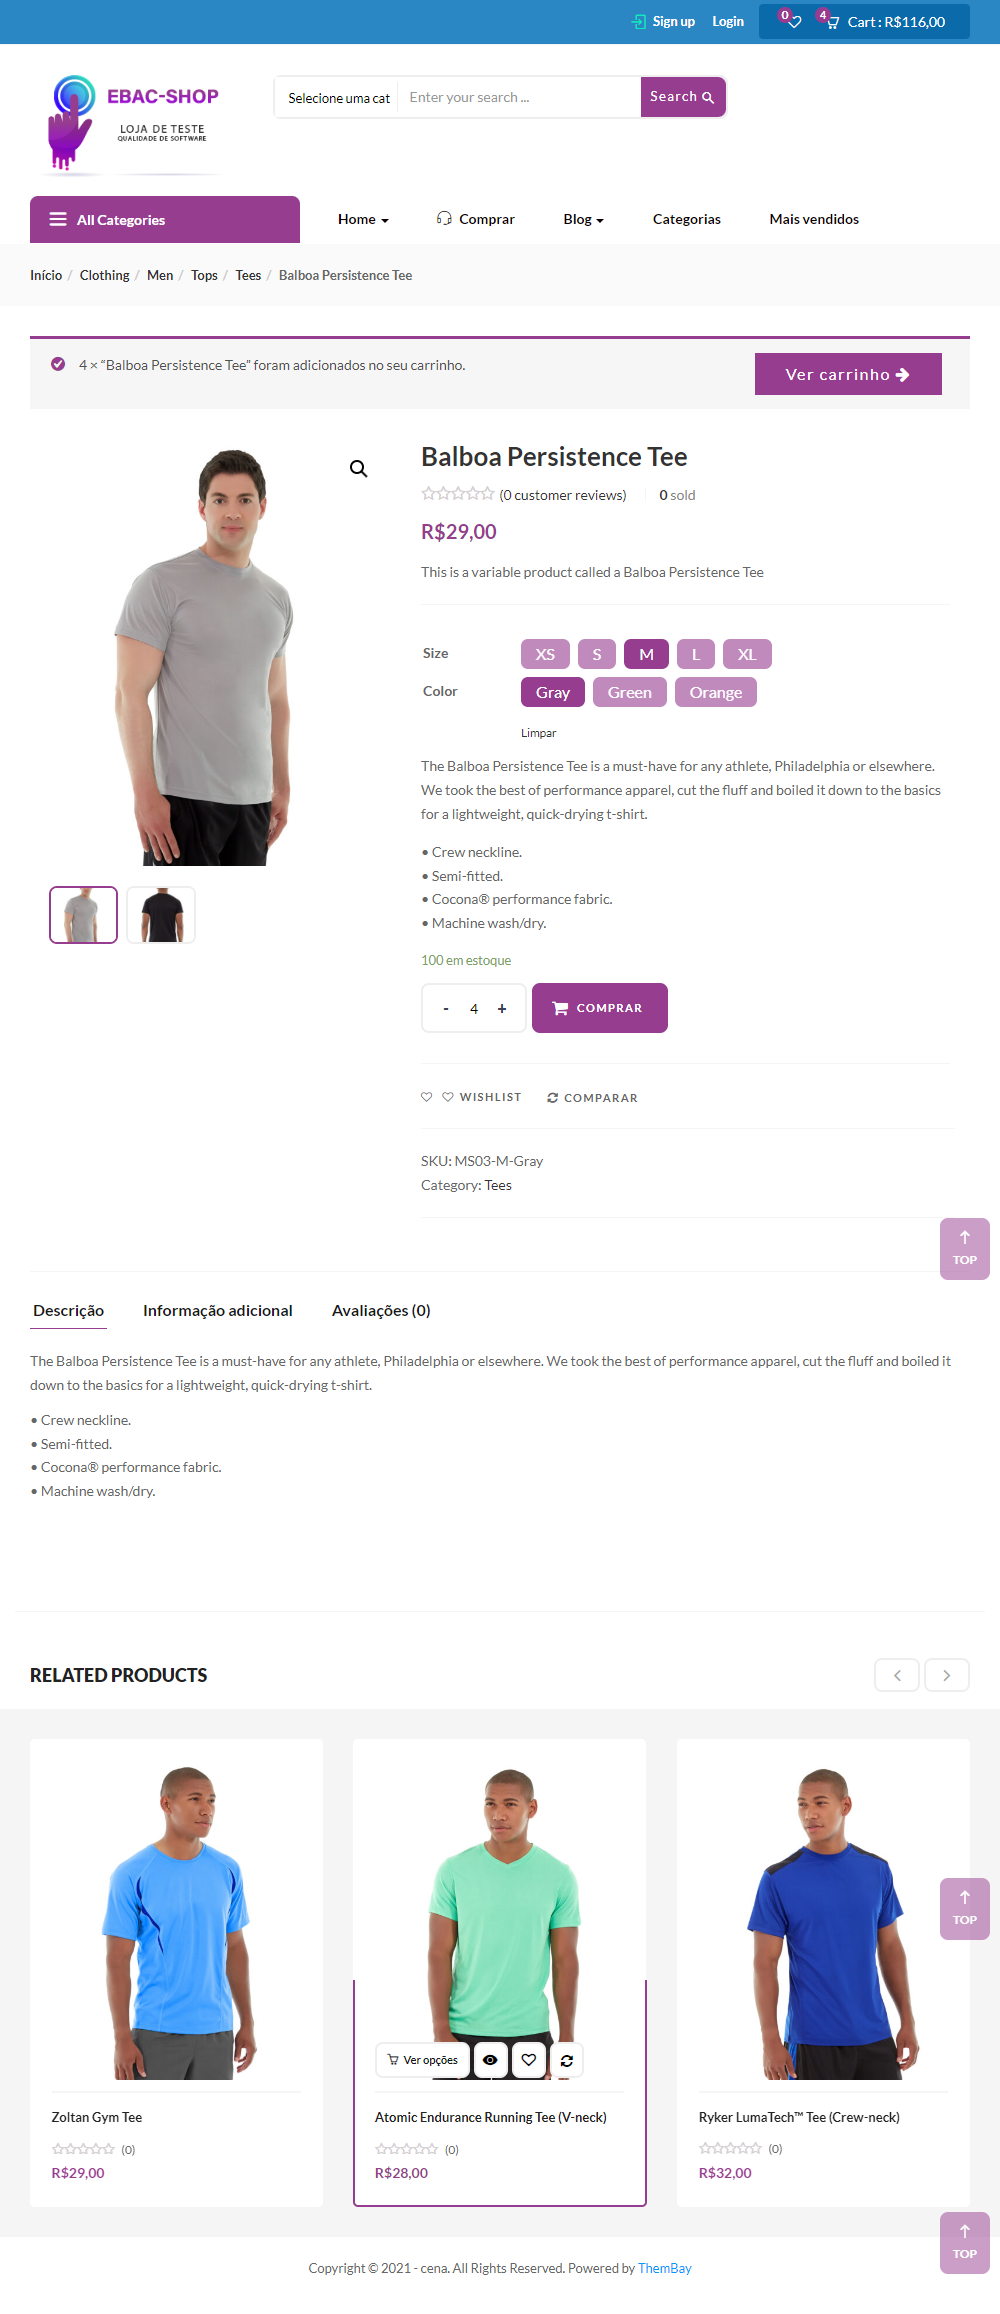 Sign up Login 0 4 Cart : R$116,00
EBAC-SHOP
LOJA DE TESTE
QUALIDADE DE SOFTWARE
Selecione uma cat Enter your search ... Search
All Categories Home Comprar Blog Categorias Mais vendidos
Início / Clothing / Men / Tops / Tees / Balboa Persistence Tee
4 × “Balboa Persistence Tee” foram adicionados no seu carrinho. Ver carrinho
Balboa Persistence Tee
(0 customer reviews) 0 sold
R$29,00
This is a variable product called a Balboa Persistence Tee
Size XS S M L XL
Color Gray Green Orange
Limpar
The Balboa Persistence Tee is a must-have for any athlete, Philadelphia or elsewhere.
We took the best of performance apparel, cut the fluff and boiled it down to the basics
for a lightweight, quick-drying t-shirt.
• Crew neckline.
• Semi-fitted.
• Cocona® performance fabric.
• Machine wash/dry.
100 em estoque
- 4 + COMPRAR
WISHLIST COMPARAR
SKU: MS03-M-Gray
Category: Tees
TOP
Descrição Informação adicional Avaliações (0)
The Balboa Persistence Tee is a must-have for any athlete, Philadelphia or elsewhere. We took the best of performance apparel, cut the fluff and boiled it
down to the basics for a lightweight, quick-drying t-shirt.
• Crew neckline.
• Semi-fitted.
• Cocona® performance fabric.
• Machine wash/dry.
RELATED PRODUCTS
TOP
Ver opções
Zoltan Gym Tee
(0)
R$29,00
Atomic Endurance Running Tee (V-neck)
(0)
R$28,00
Ryker LumaTech™ Tee (Crew-neck)
(0)
R$32,00
TOP
Copyright © 2021 - cena. All Rights Reserved. Powered by ThemBay